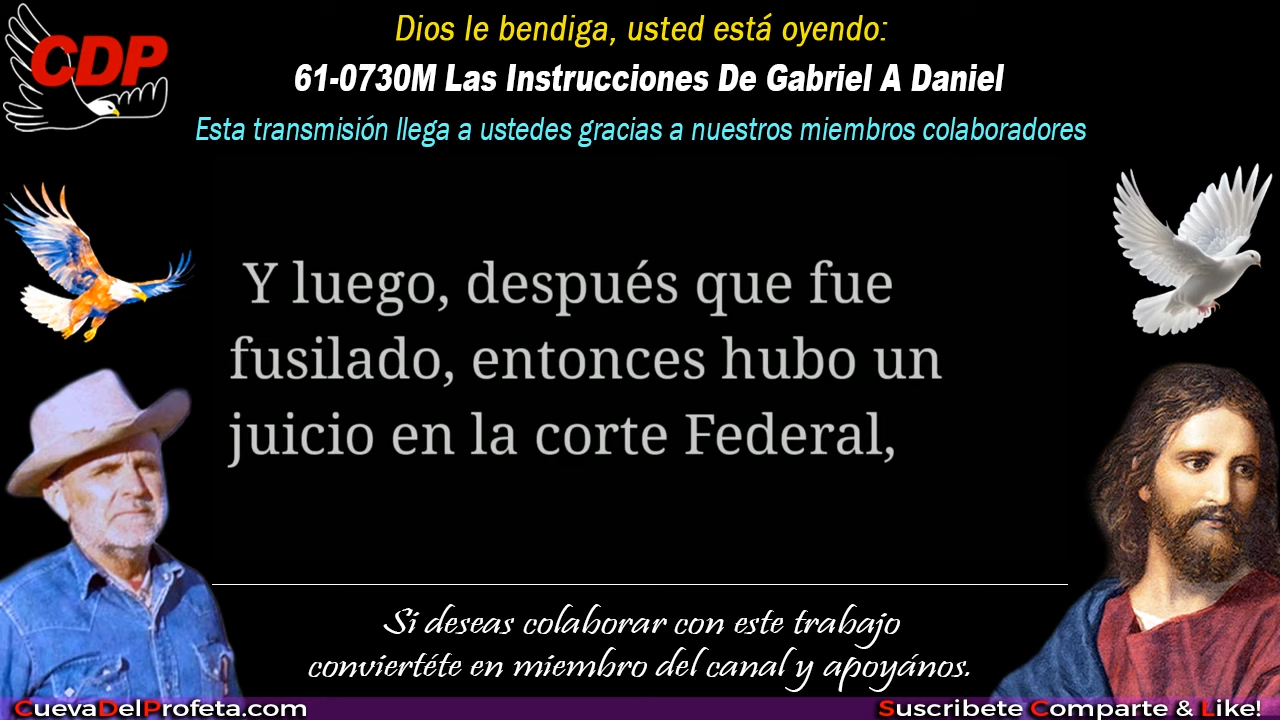 CDP
Dios le bendiga, usted está oyendo:
61-0730M Las Instrucciones De Gabriel A Daniel
Esta transmisión llega a ustedes gracias a nuestros miembros colaboradores
Y luego, después que fue
fusilado, entonces hubo un
juicio en la corte Federal,
Si deseas colaborar con este trabajo
conviertéte en miembro del canal y apoyános.
CuevaDelProfeta.com
Suscribete Comparte & Like!